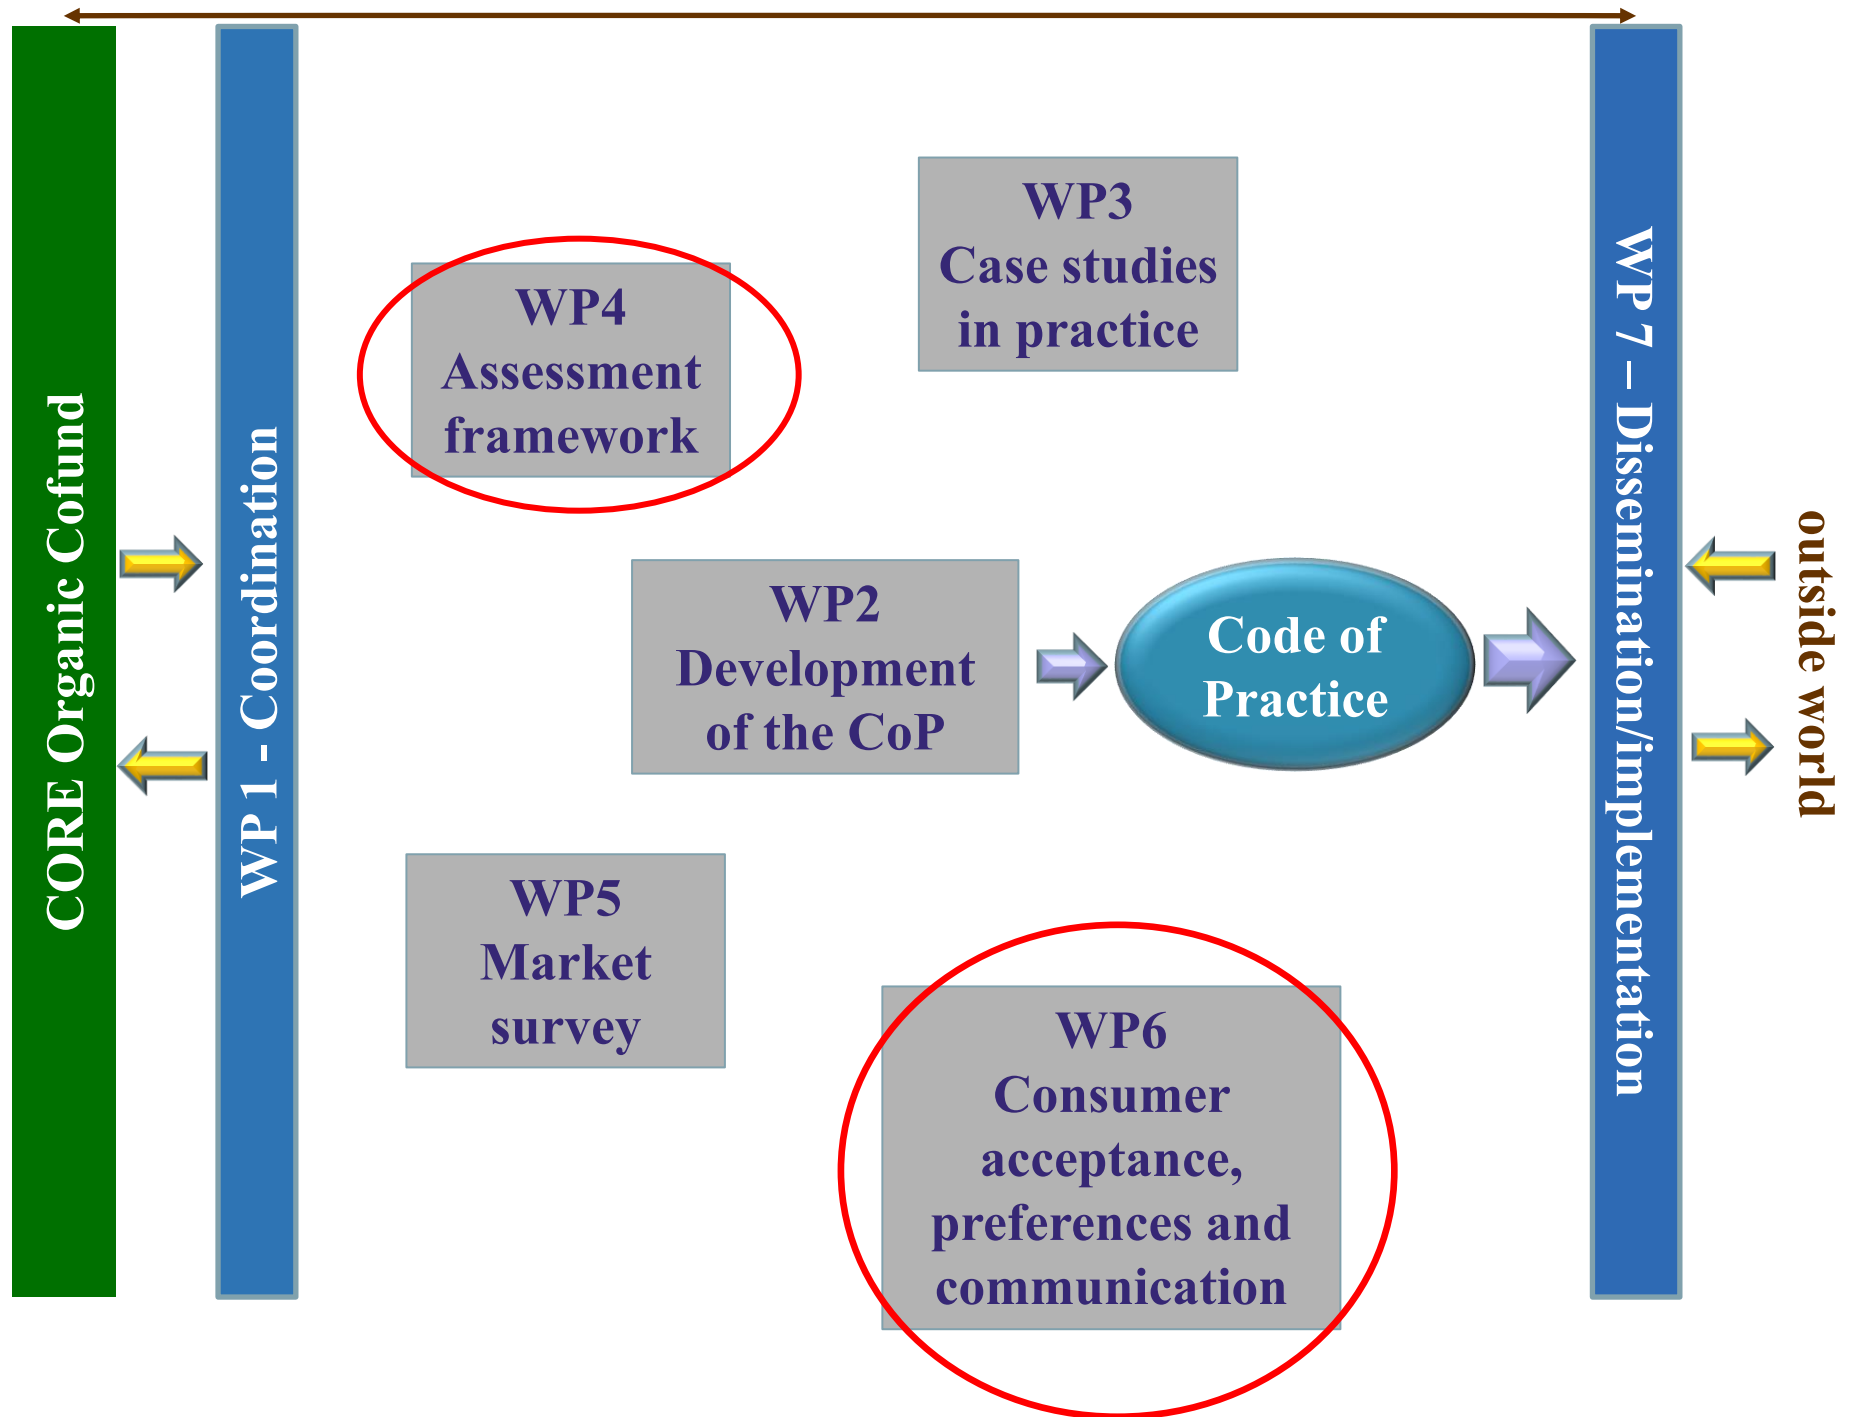 CORE Organic Cofund
WP 1 - Coordination
WP4
Assessment
framework
WP3
Case studies
in practice
WP2
Development
of the CoP
Code of
Practice
WP5
Market
survey
WP6
Consumer
acceptance,
preferences and
communication
WP 7 – Dissemination/implementation
outside world